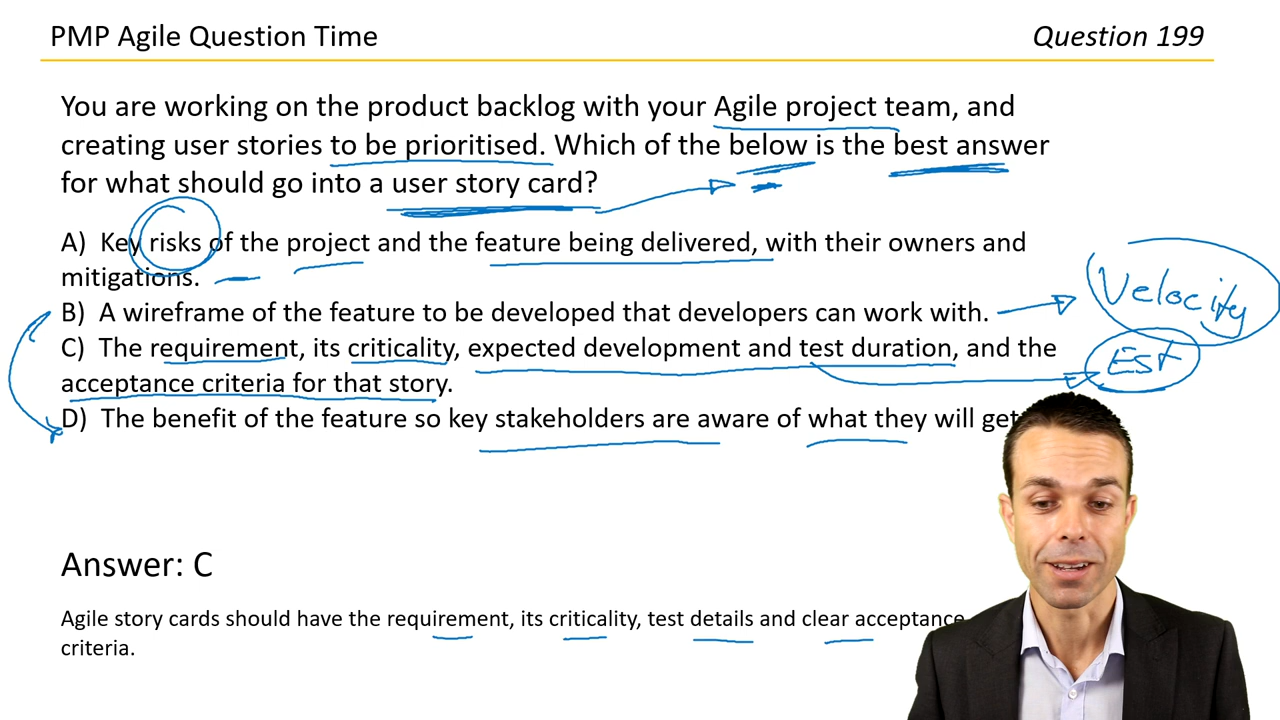 PMP Agile Question Time
Question 199
You are working on the product backlog with your Agile project team, and
creating user stories to be prioritised. Which of the below is the best answer
for what should go into a user story card?
A) Key risks of the project and the feature being delivered, with their owners and
mitigations.
B) A wireframe of the feature to be developed that developers can work with.
C) The requirement, its criticality, expected development and test duration, and the
acceptance criteria for that story.
D) The benefit of the feature so key stakeholders are aware of what they will get
Velocity
Est
Answer: C
Agile story cards should have the requirement, its criticality, test details and clear acceptance
criteria.